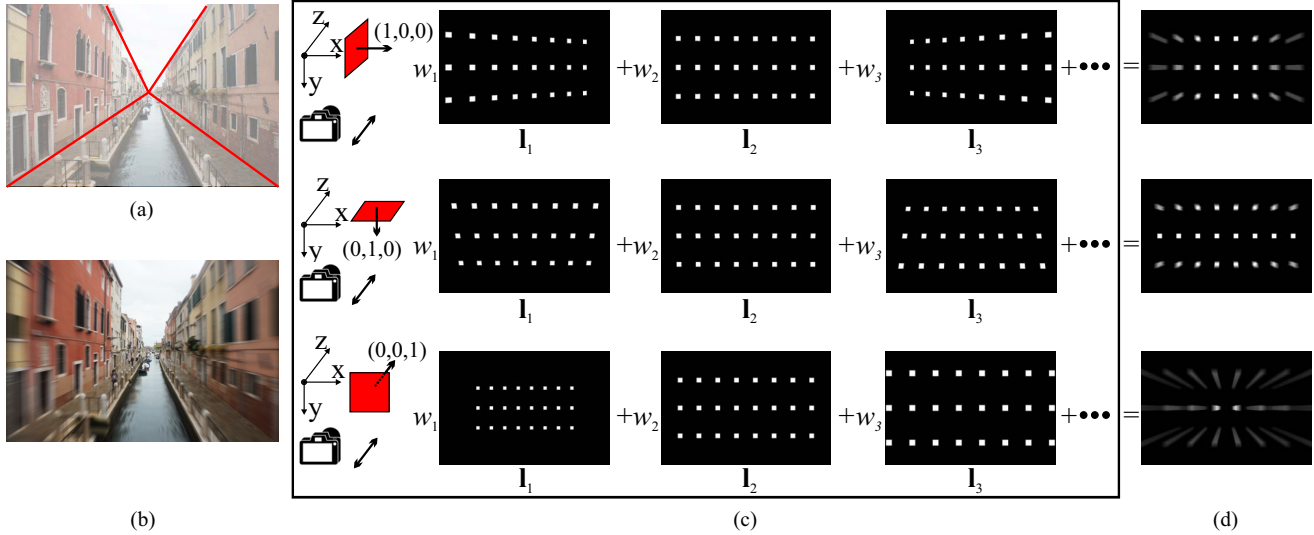 (a)
(b)
z
x
y
(1,0,0)
w₁
+w₂
+w₃
+•••=
l₁
l₂
l₃
z
x
y
(0,1,0)
w₁
+w₂
+w₃
+•••=
l₁
l₂
l₃
z
x
y
(0,0,1)
w₁
+w₂
+w₃
+•••=
l₁
l₂
l₃
(c)
(d)